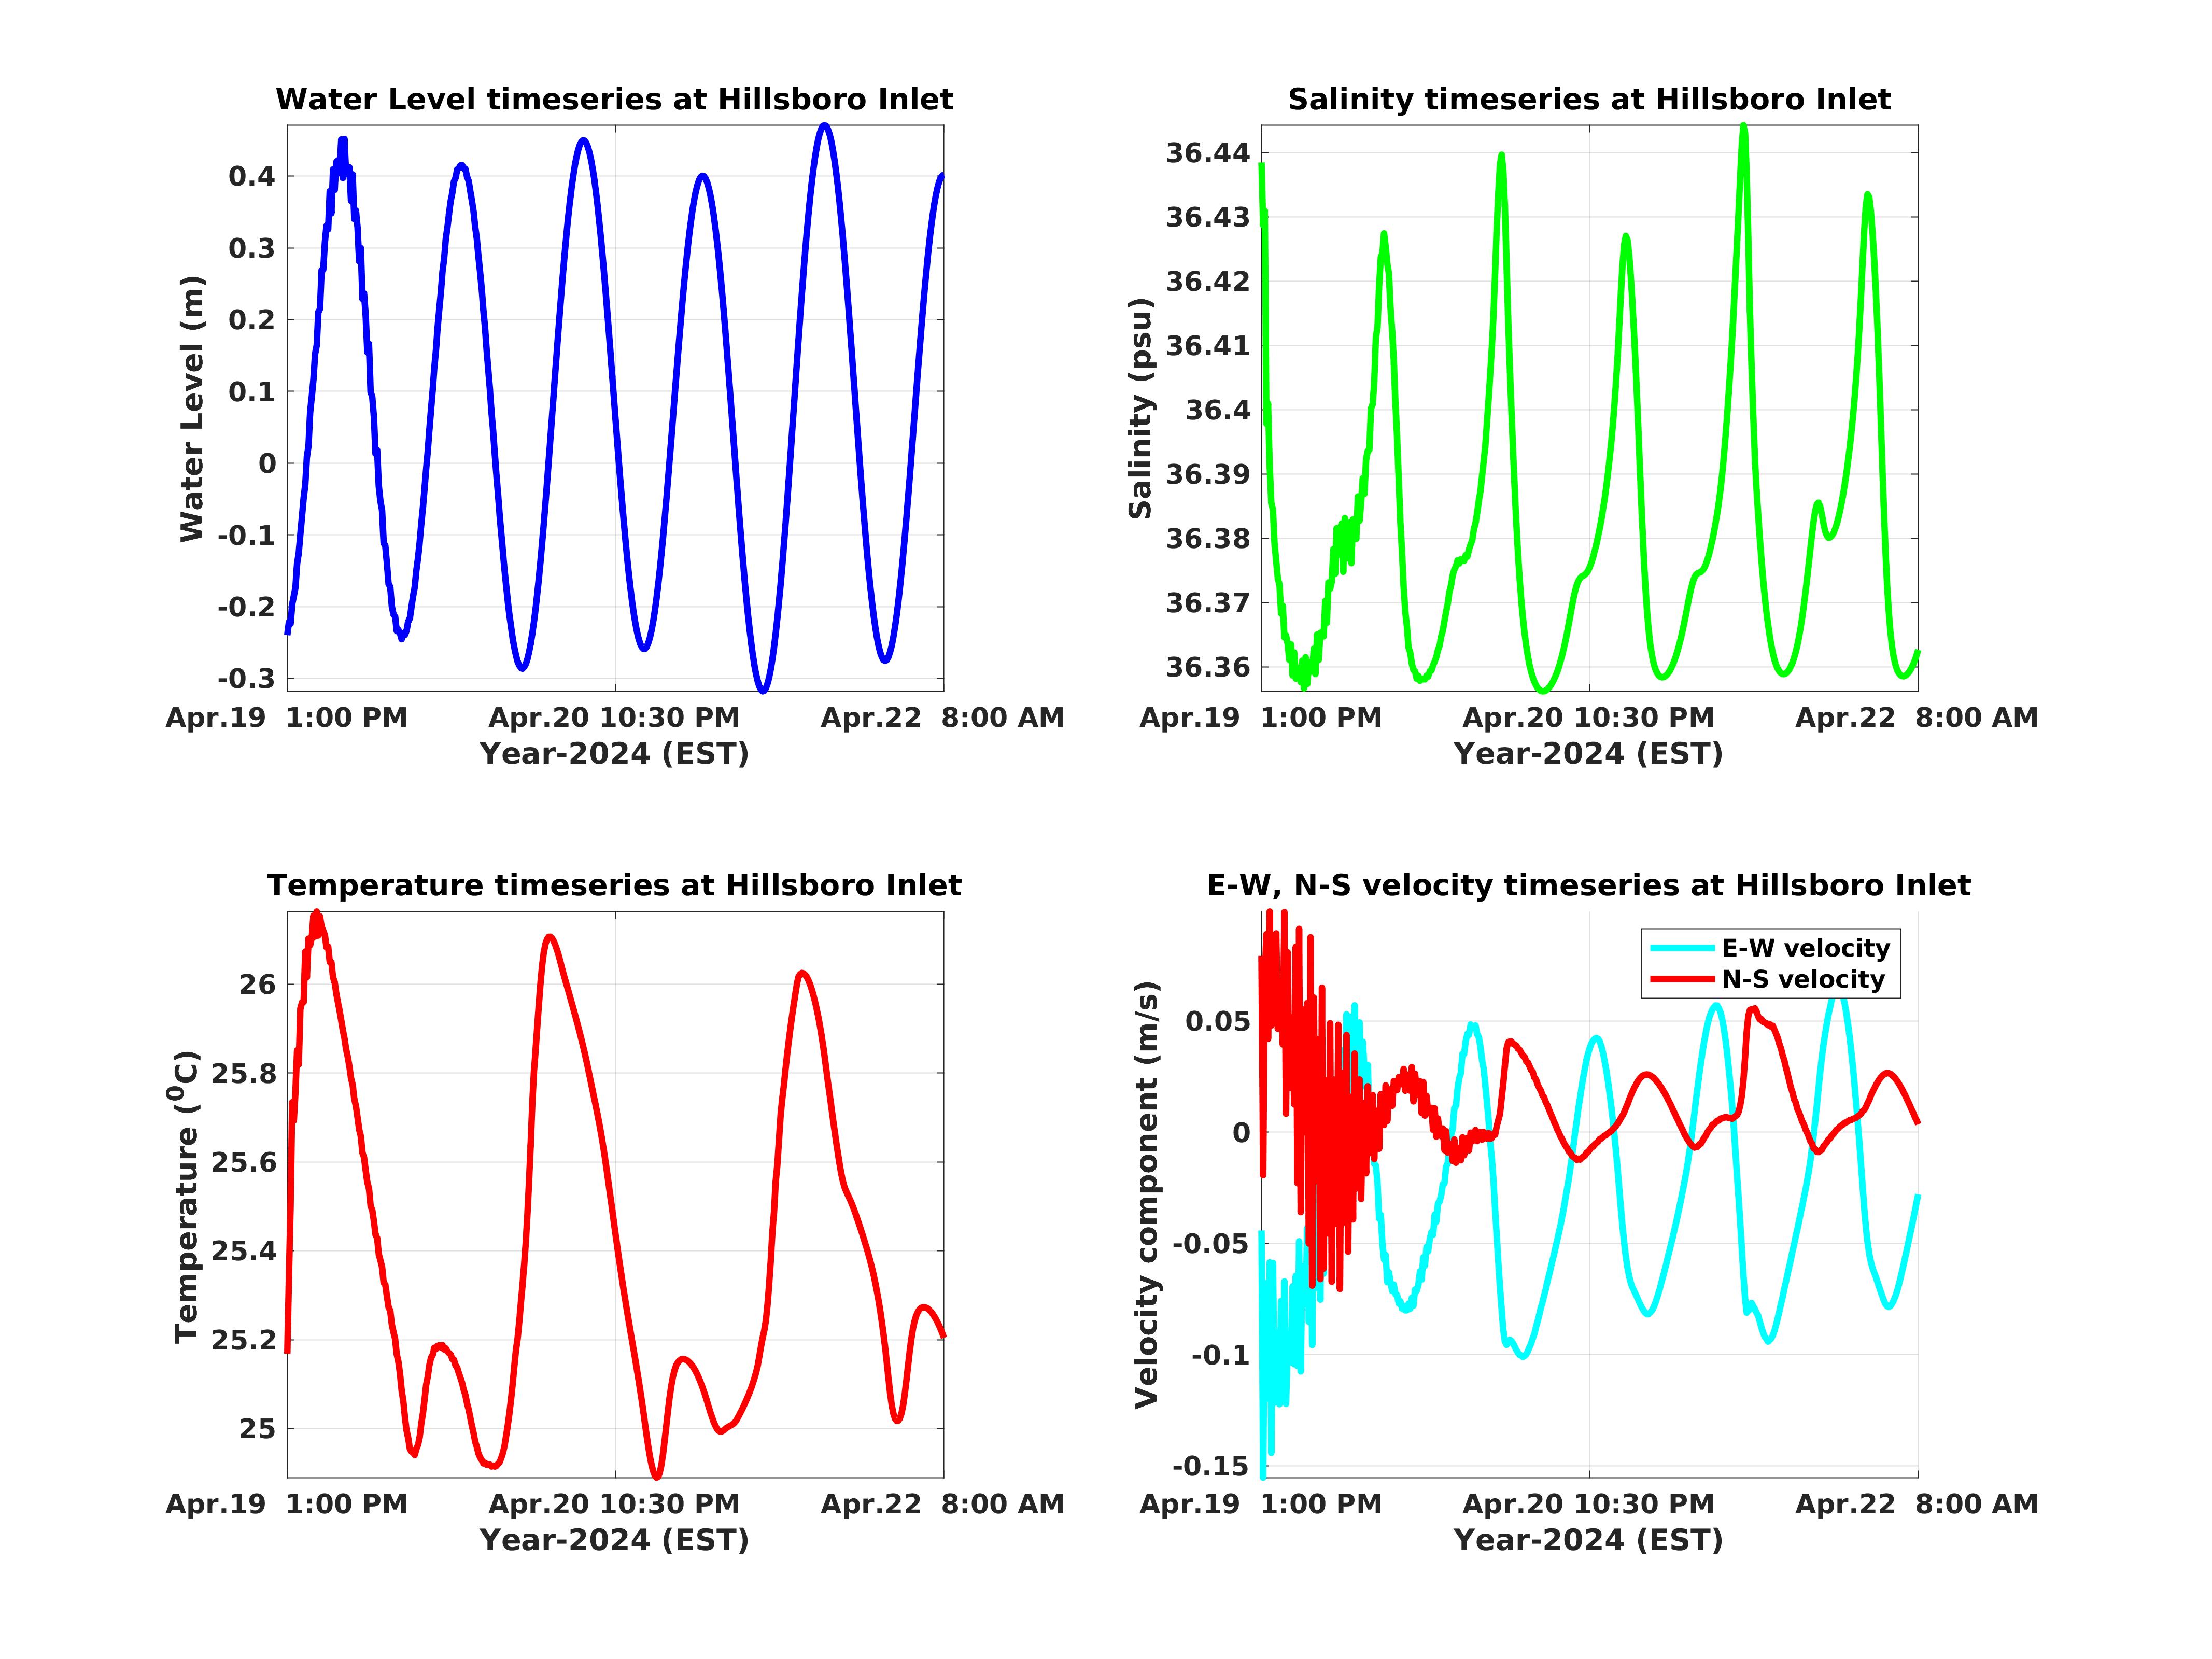 Water Level timeseries at Hillsboro Inlet
Water Level (m)
0.4
0.3
0.2
0.1
0
-0.1
-0.2
-0.3
Apr.19 1:00 PM
Apr.20 10:30 PM
Apr.22 8:00 AM
Year-2024 (EST)
Salinity timeseries at Hillsboro Inlet
Salinity (psu)
36.44
36.43
36.42
36.41
36.4
36.39
36.38
36.37
36.36
Apr.19 1:00 PM
Apr.20 10:30 PM
Apr.22 8:00 AM
Year-2024 (EST)
Temperature timeseries at Hillsboro Inlet
Temperature (⁰C)
26
25.8
25.6
25.4
25.2
25
Apr.19 1:00 PM
Apr.20 10:30 PM
Apr.22 8:00 AM
Year-2024 (EST)
E-W, N-S velocity timeseries at Hillsboro Inlet
E-W velocity
N-S velocity
Velocity component (m/s)
0.05
0
-0.05
-0.1
-0.15
Apr.19 1:00 PM
Apr.20 10:30 PM
Apr.22 8:00 AM
Year-2024 (EST)